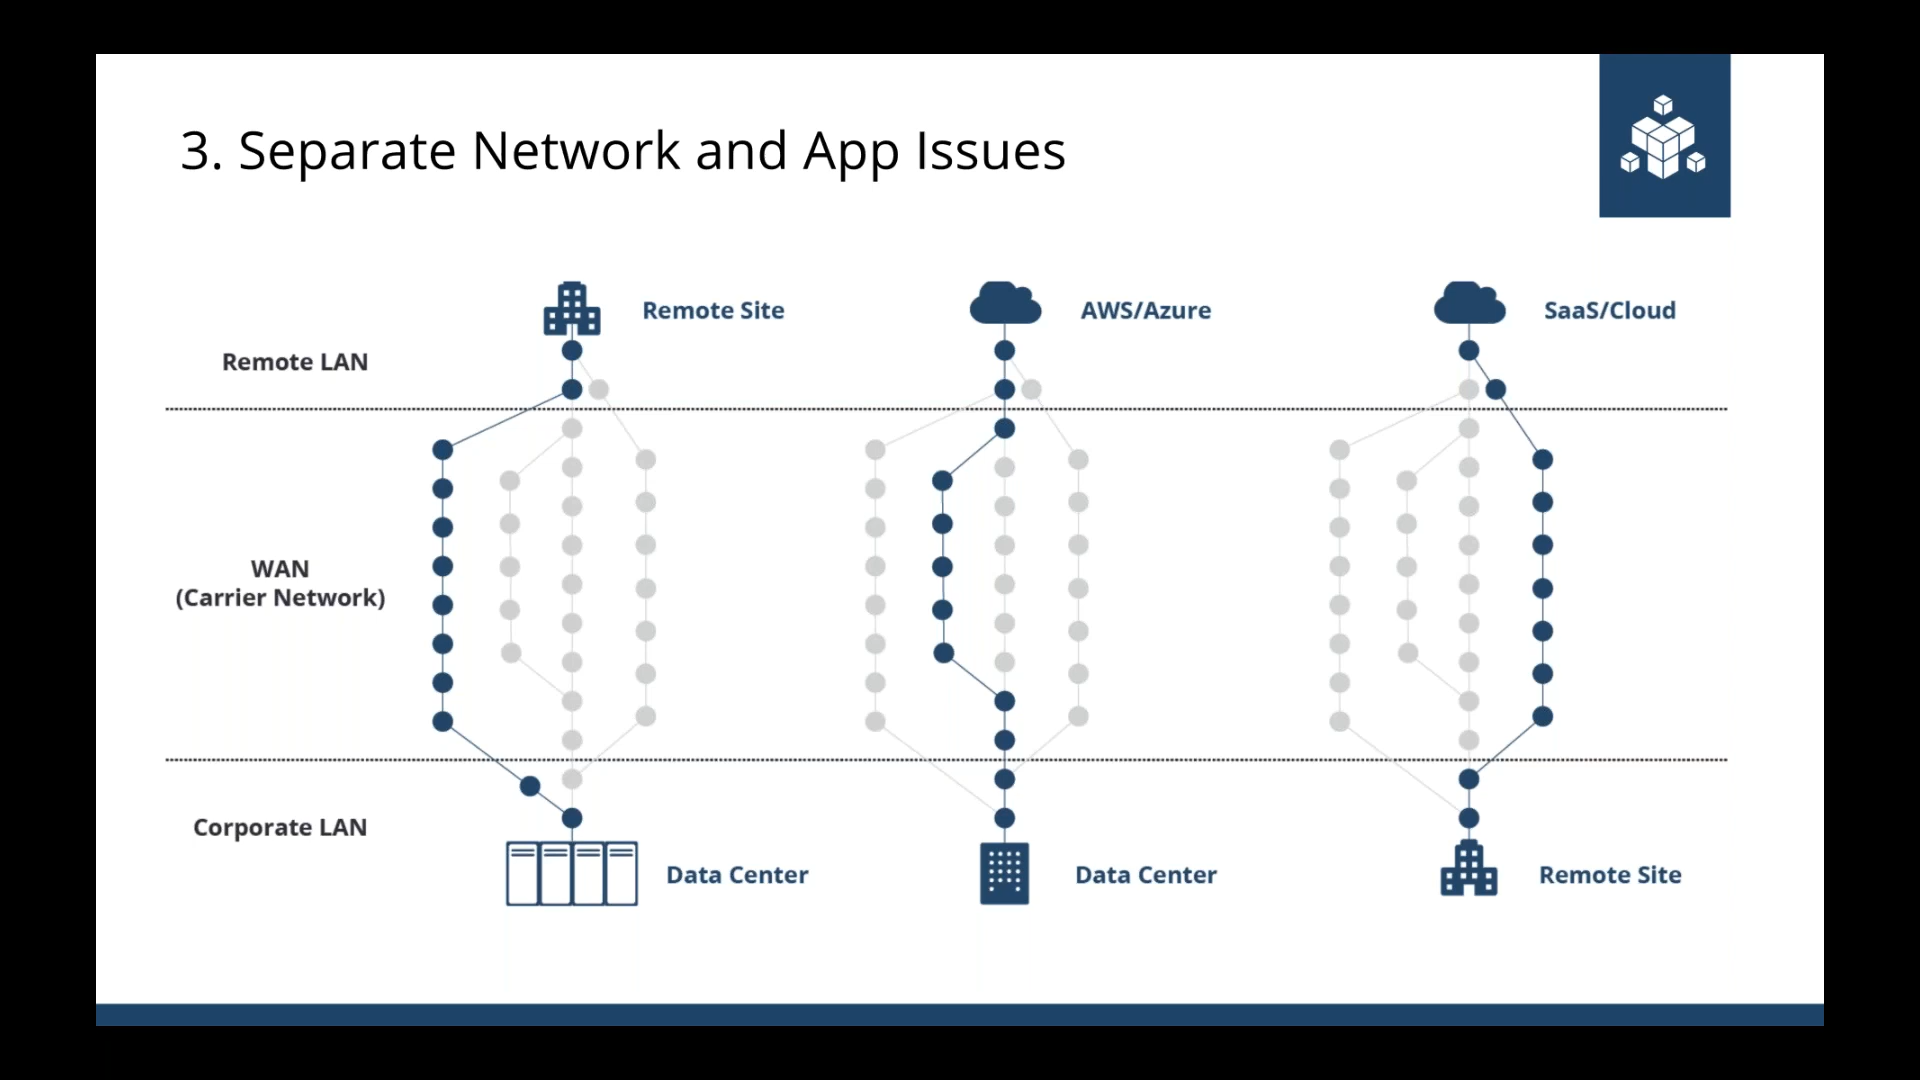 3. Separate Network and App Issues
Remote Site
AWS/Azure
SaaS/Cloud
Remote LAN
WAN
(Carrier Network)
Corporate LAN
Data Center
Data Center
Remote Site